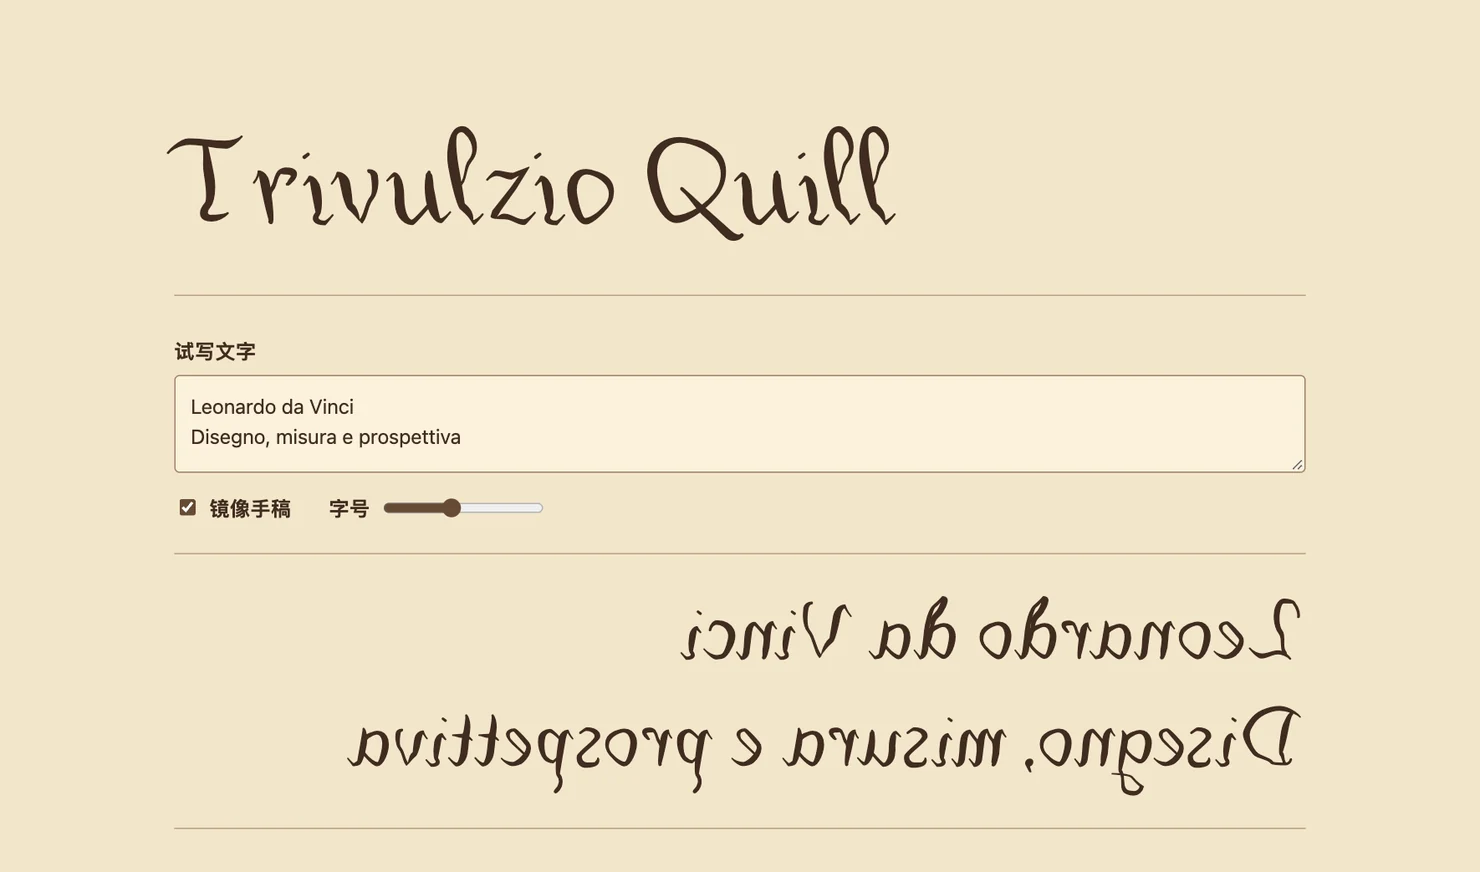 Trivulzio Quill
试写文字
Leonardo da Vinci
Disegno, misura e prospettiva
镜像手稿 字号
Leonardo da Vinci
Disegno, misura e prospettiva